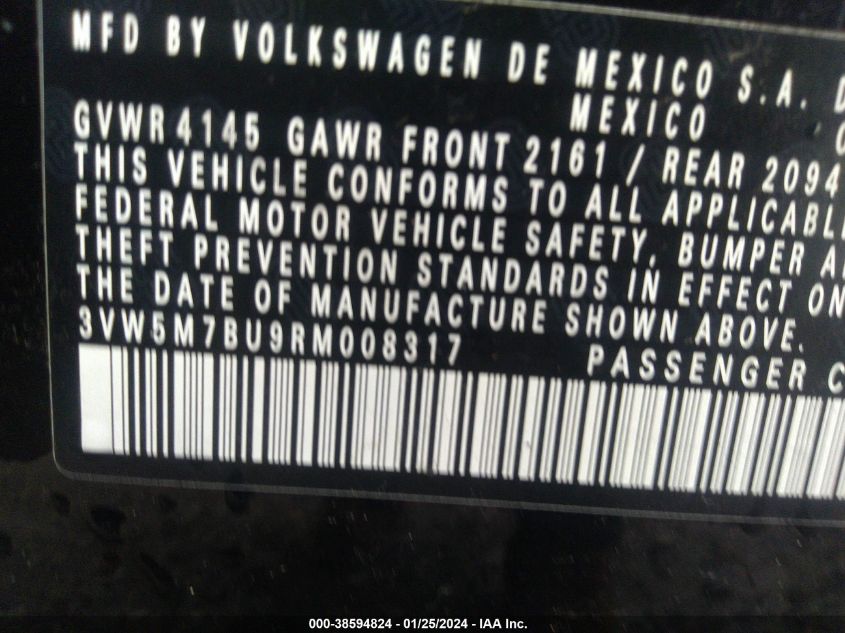 MFD BY VOLKSWAGEN DE MEXICO S.A.
MEXICO
GVWR 4145 GAWR FRONT 2161 / REAR 2094
THIS VEHICLE CONFORMS TO ALL APPLICABLE
FEDERAL MOTOR VEHICLE SAFETY, BUMPER
THEFT PREVENTION STANDARDS IN EFFECT ON
THE DATE OF MANUFACTURE SHOWN ABOVE.
3VW5M7BU9RM008317 PASSENGER C
000-38594824 - 01/25/2024 - IAA Inc.